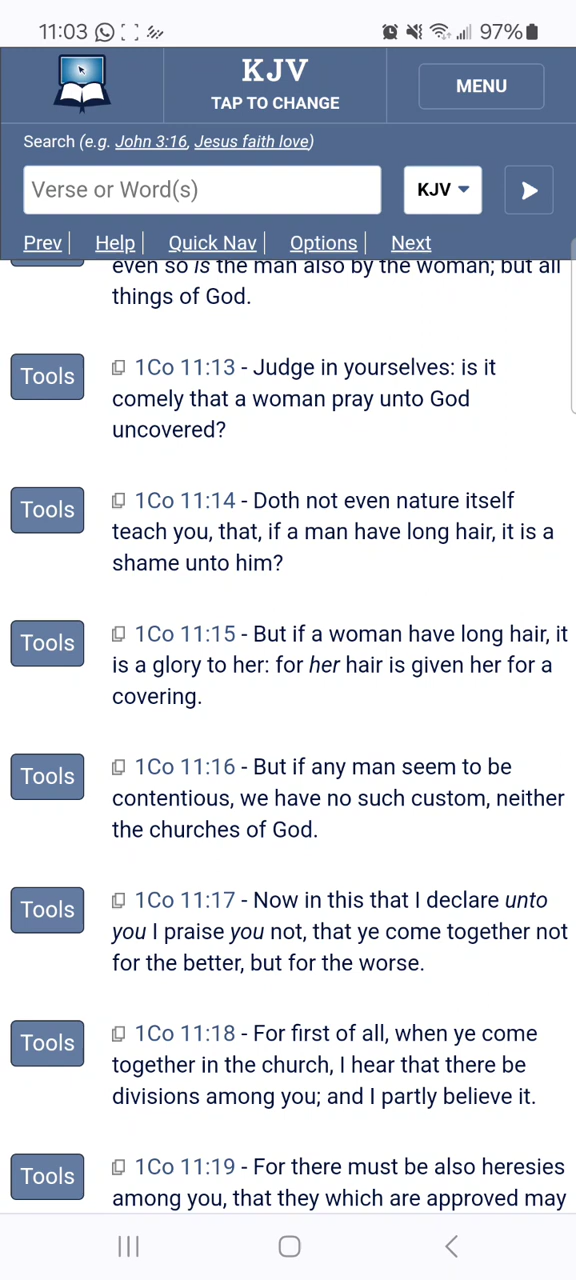 11:03 97%
KJV
TAP TO CHANGE
MENU
Search (e.g. John 3:16, Jesus faith love)
Verse or Word(s)
KJV
Prev | Help | Quick Nav | Options | Next
even so is the man also by the woman; but all
things of God.
Tools
1Co 11:13 - Judge in yourselves: is it
comely that a woman pray unto God
uncovered?
Tools
1Co 11:14 - Doth not even nature itself
teach you, that, if a man have long hair, it is a
shame unto him?
Tools
1Co 11:15 - But if a woman have long hair, it
is a glory to her: for her hair is given her for a
covering.
Tools
1Co 11:16 - But if any man seem to be
contentious, we have no such custom, neither
the churches of God.
Tools
1Co 11:17 - Now in this that I declare unto
you I praise you not, that ye come together not
for the better, but for the worse.
Tools
1Co 11:18 - For first of all, when ye come
together in the church, I hear that there be
divisions among you; and I partly believe it.
Tools
1Co 11:19 - For there must be also heresies
among you, that they which are approved may